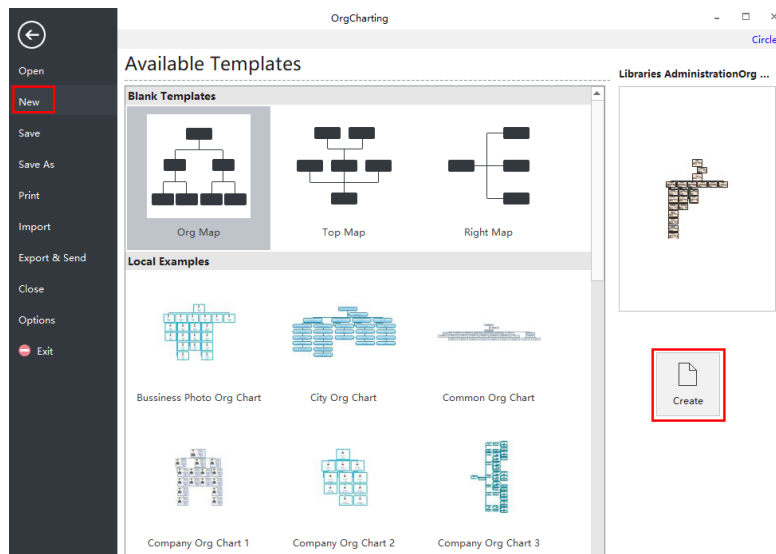 OrgCharting
Circle
Open
New
Save
Save As
Print
Import
Export & Send
Close
Options
Exit
Available Templates
Blank Templates
Org Map
Top Map
Right Map
Local Examples
Bussiness Photo Org Chart
City Org Chart
Common Org Chart
Company Org Chart 1
Company Org Chart 2
Company Org Chart 3
Libraries AdministrationOrg ...
Create